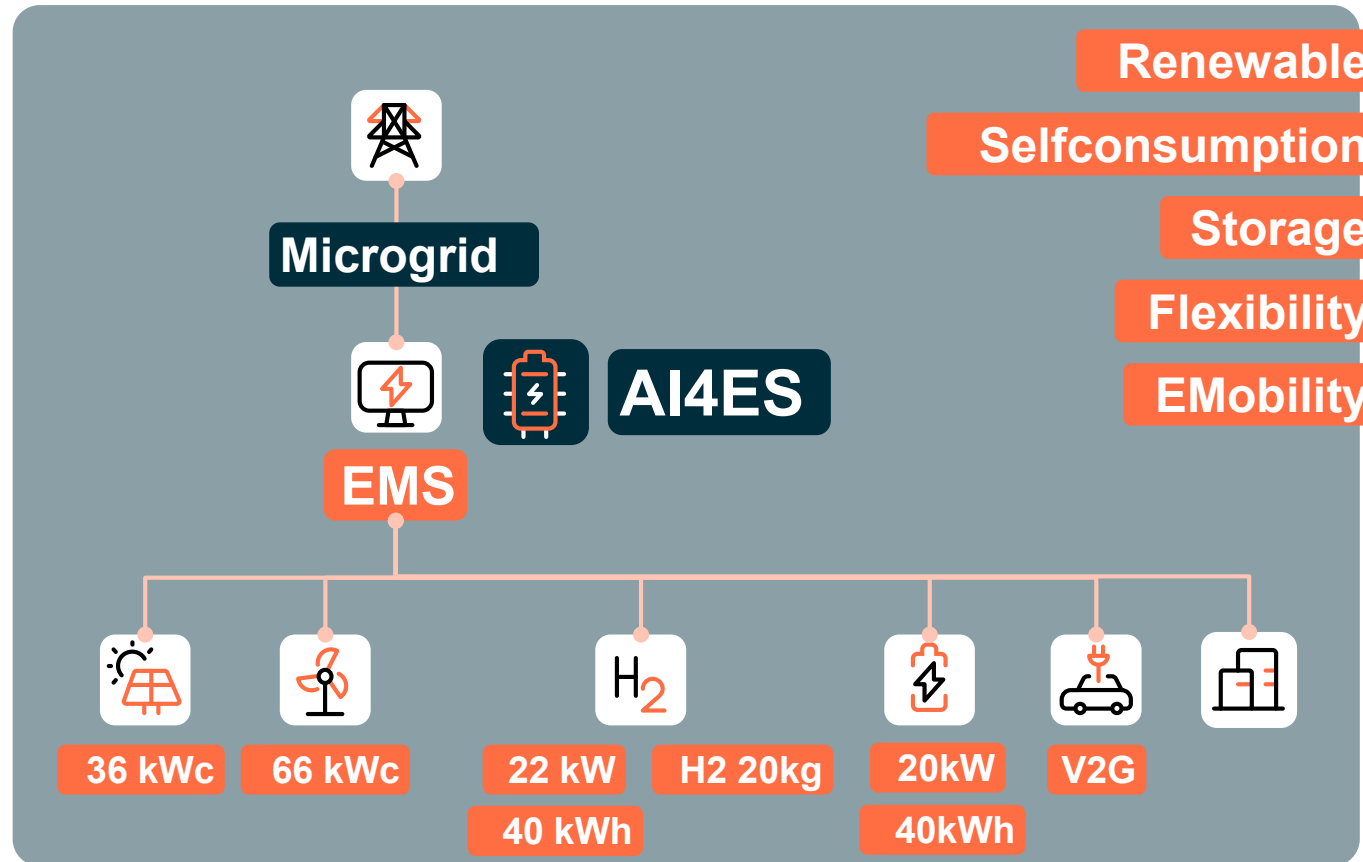 Renewable
Selfconsumption
Storage
Flexibility
EMobility
Microgrid
AI4ES
EMS
H2
36 kWc
66 kWc
22 kW
H2 20kg
20kW
V2G
40 kWh
40kWh